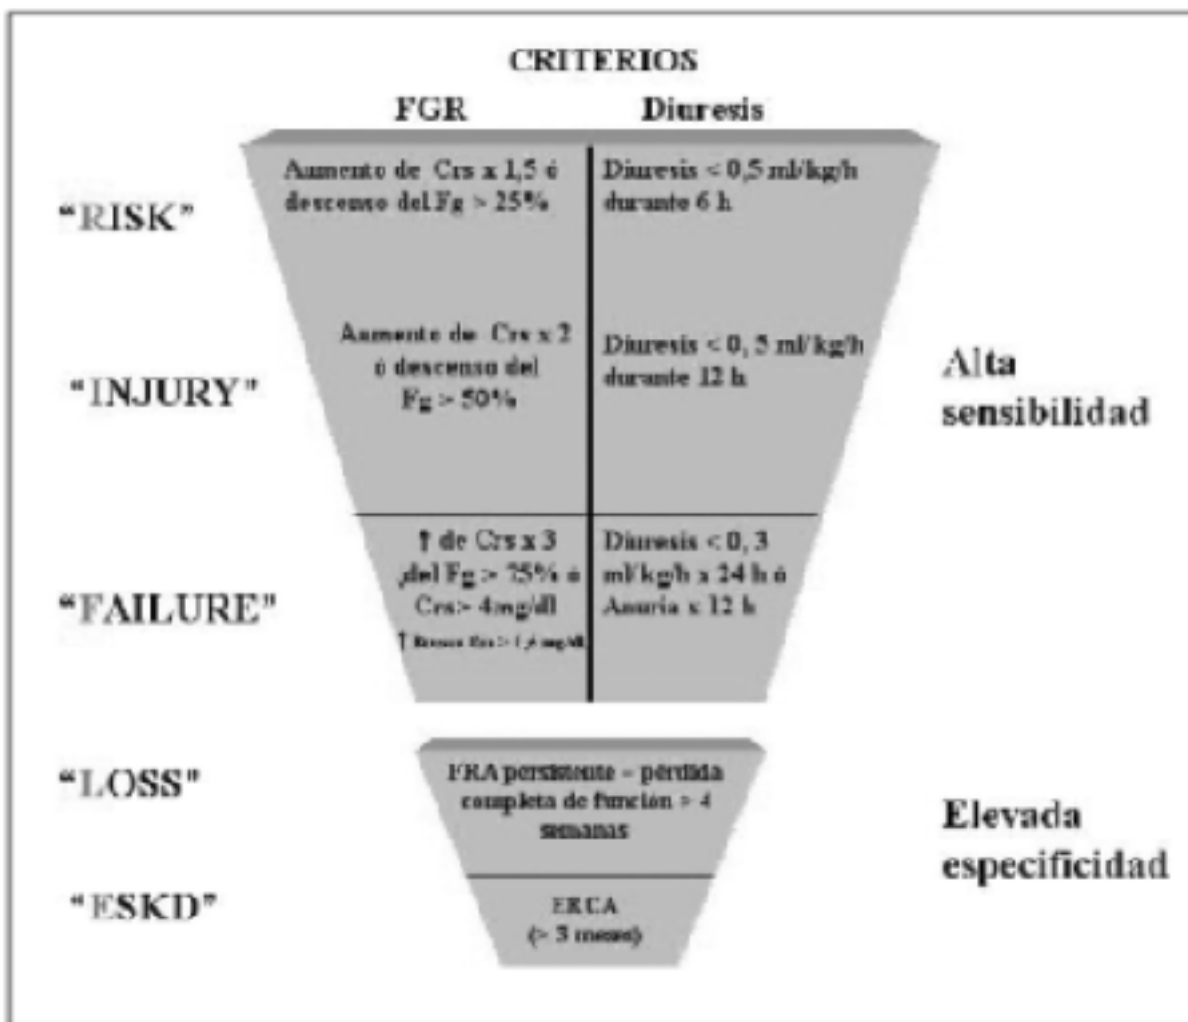 CRITERIOS
FGR Diuresis
“RISK”
Aumento de Crs x 1,5 ó
descenso del Fg > 25%
Diuresis < 0,5 ml/kg/h
durante 6 h
“INJURY”
Aumento de Crs x 2
ó descenso del
Fg > 50%
Diuresis < 0, 5 ml/kg/h
durante 12 h
Alta
sensibilidad
“FAILURE”
↑ de Crs x 3
del Fg > 75% ó
Crs > 4mg/dl
↑
Diuresis < 0, 3
ml/kg/h x 24 h ó
Anuria x 12 h
“LOSS”
FRA persistente = pérdida
completa de función > 4
semanas
Elevada
especificidad
“ESKD”
ERCA
(> 3 meses)